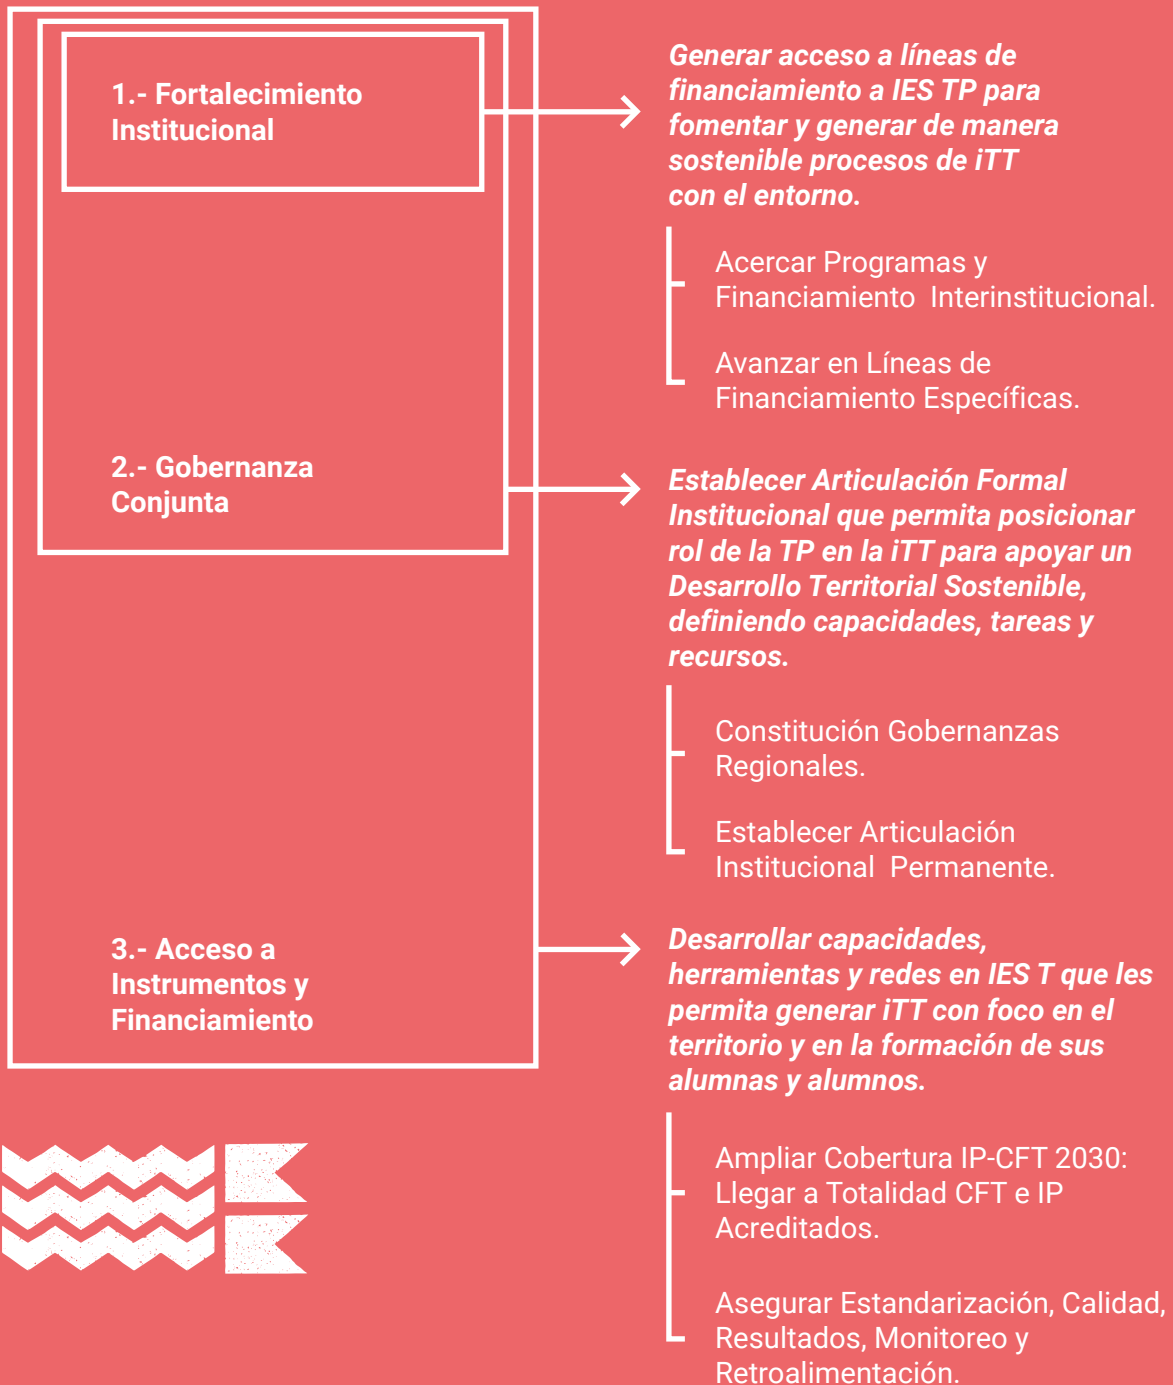 1.- Fortalecimiento
Institucional
Generar acceso a líneas de
financiamiento a IES TP para
fomentar y generar de manera
sostenible procesos de iTT
con el entorno.
Acercar Programas y
Financiamiento Interinstitucional.
Avanzar en Líneas de
Financiamiento Específicas.
2.- Gobernanza
Conjunta
Establecer Articulación Formal
Institucional que permita posicionar
rol de la TP en la iTT para apoyar un
Desarrollo Territorial Sostenible,
definiendo capacidades, tareas y
recursos.
Constitución Gobernanzas
Regionales.
Establecer Articulación
Institucional Permanente.
3.- Acceso a
Instrumentos y
Financiamiento
Desarrollar capacidades,
herramientas y redes en IES T que les
permita generar iTT con foco en el
territorio y en la formación de sus
alumnas y alumnos.
Ampliar Cobertura IP-CFT 2030:
Llegar a Totalidad CFT e IP
Acreditados.
Asegurar Estandarización, Calidad,
Resultados, Monitoreo y
Retroalimentación.